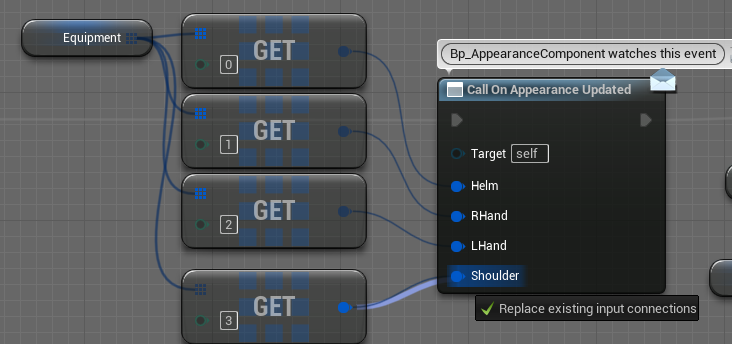 Equipment
GET
0
GET
1
GET
2
GET
3
Bp_AppearanceComponent watches this event
Call On Appearance Updated
Target self
Helm
RHand
LHand
Shoulder
Replace existing input connections